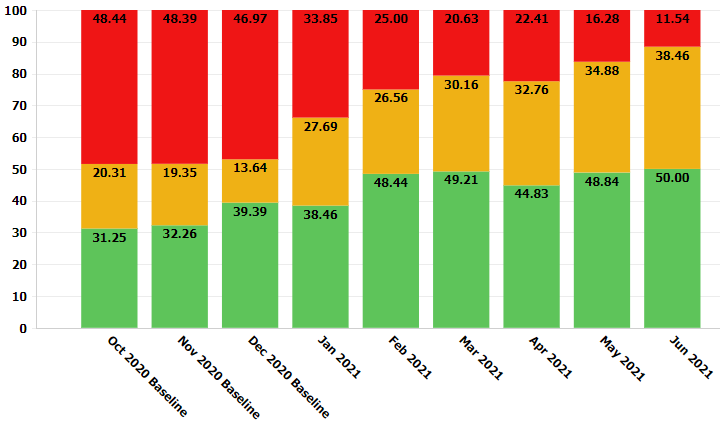 100
90
80
70
60
50
40
30
20
10
0
48.44 48.39 46.97 33.85 25.00 20.63 22.41 16.28 11.54
20.31 19.35 13.64 27.69 26.56 30.16 32.76 34.88 38.46
31.25 32.26 39.39 38.46 48.44 49.21 44.83 48.84 50.00
Oct 2020 Baseline
Nov 2020 Baseline
Dec 2020 Baseline
Jan 2021
Feb 2021
Mar 2021
Apr 2021
May 2021
Jun 2021